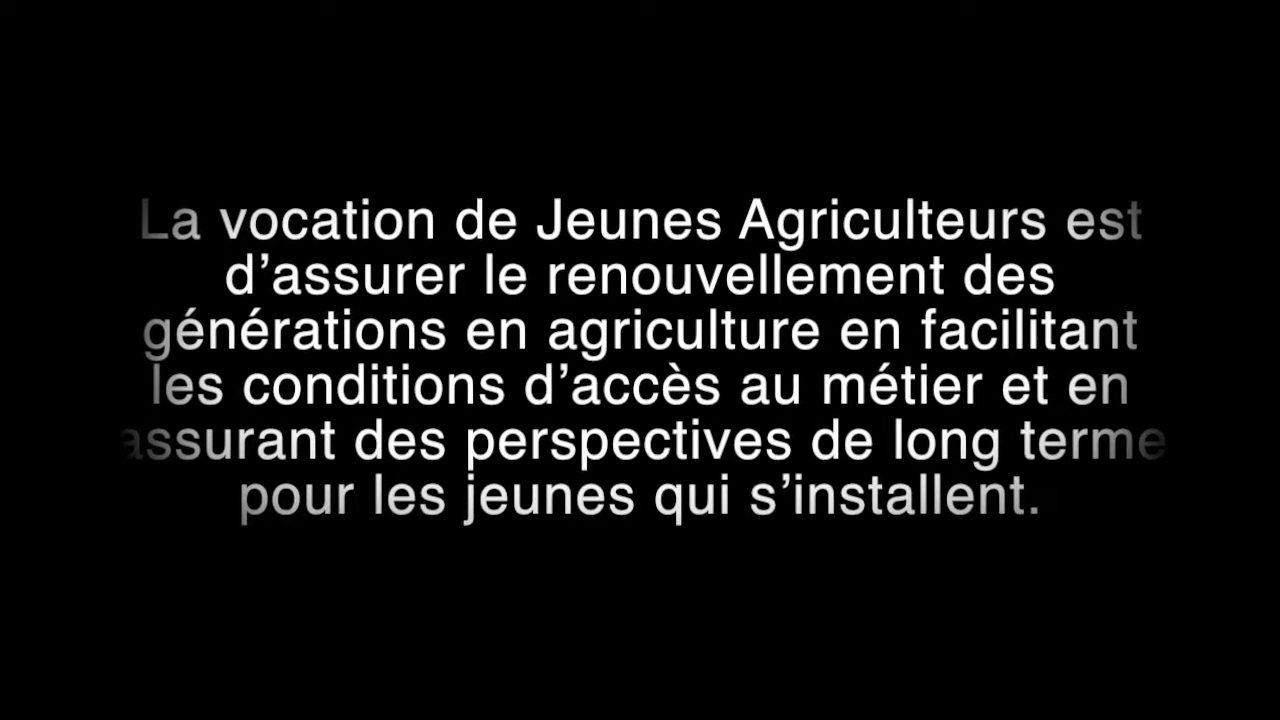 La vocation de Jeunes Agriculteurs est
d’assurer le renouvellement des
générations en agriculture en facilitant
les conditions d’accès au métier et en
assurant des perspectives de long terme
pour les jeunes qui s’installent.